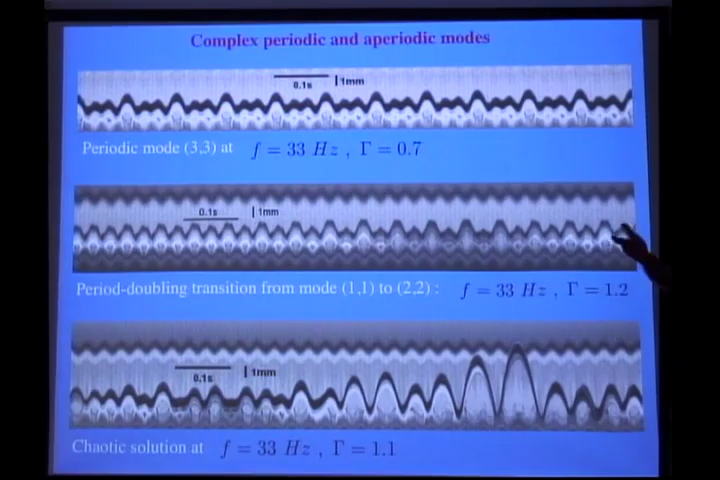 Complex periodic and aperiodic modes
0.1s
1mm
Periodic mode (3,3) at f = 33 Hz , Γ = 0.7
0.1s
1mm
Period-doubling transition from mode (1,1) to (2,2) : f = 33 Hz , Γ = 1.2
0.1s
1mm
Chaotic solution at f = 33 Hz , Γ = 1.1